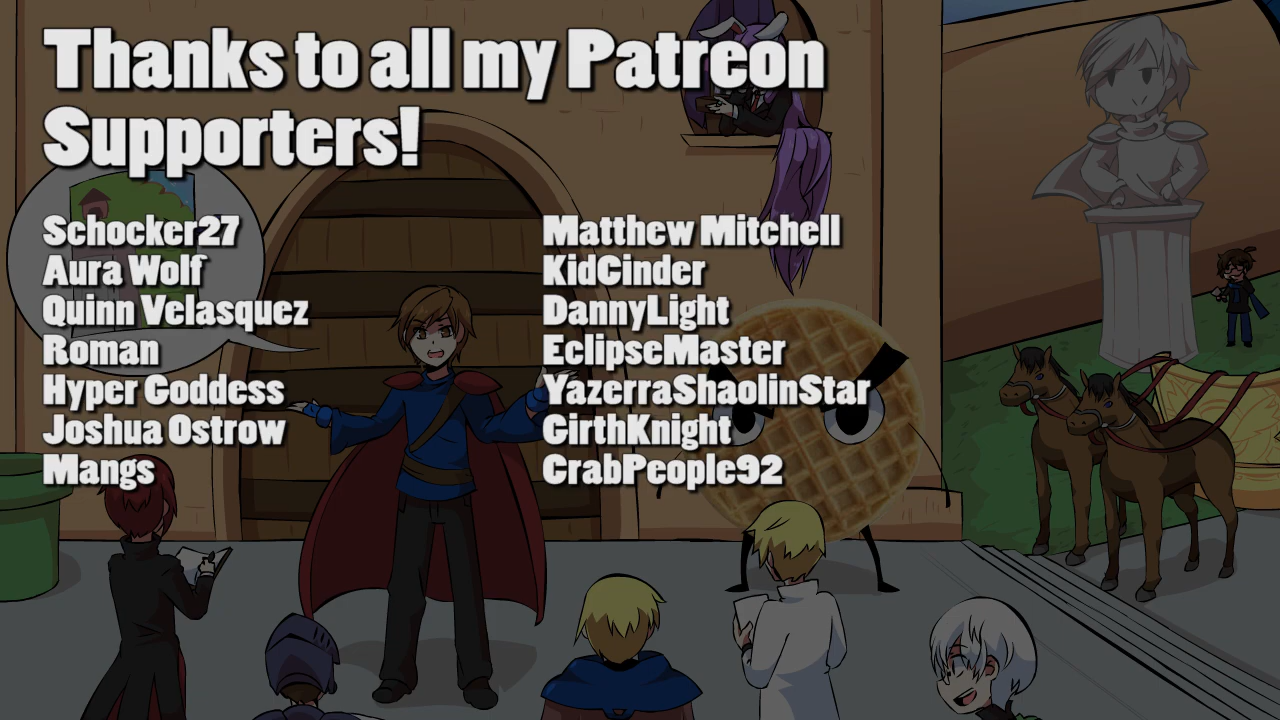 Thanks to all my Patreon
Supporters!
Schocker27
Aura Wolf
Quinn Velasquez
Roman
Hyper Goddess
Joshua Ostrow
Mangs
Matthew Mitchell
KidCinder
DannyLight
EclipseMaster
YazerraShaolinStar
GirthKnight
CrabPeople92